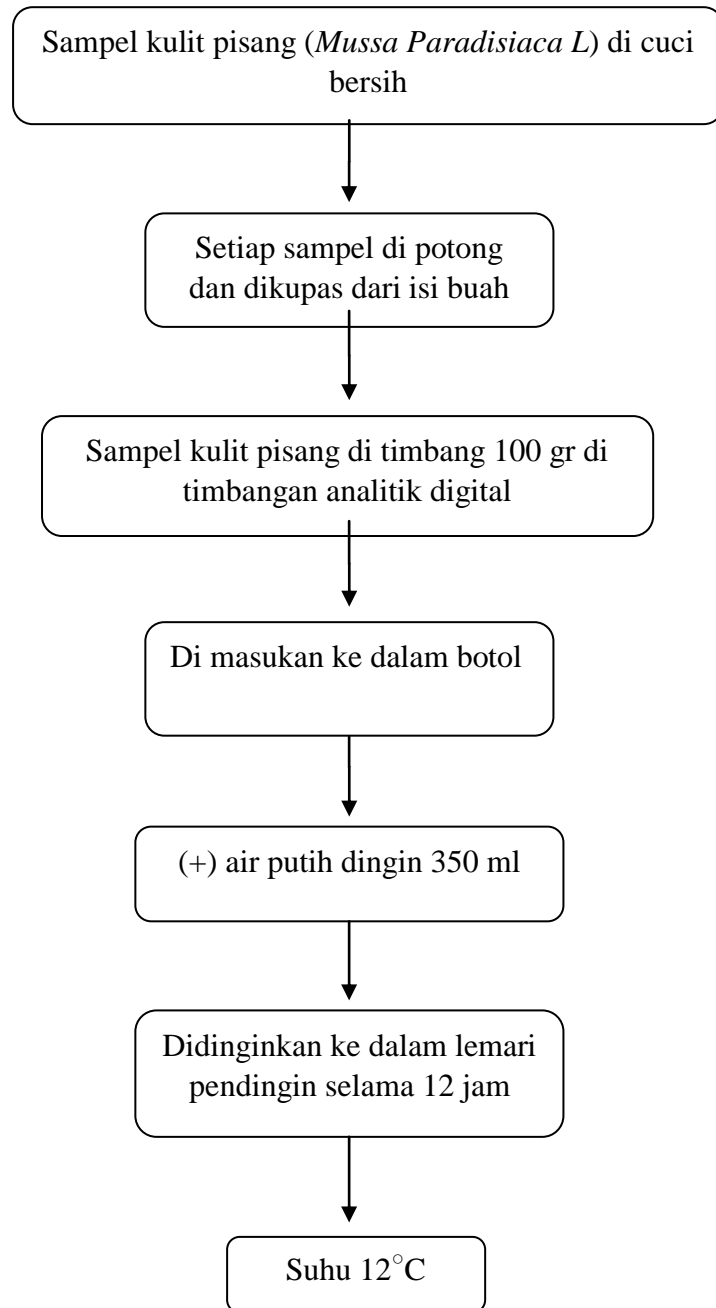 Sampel kulit pisang (Mussa Paradisiaca L) di cuci
bersih
Setiap sampel di potong
dan dikupas dari isi buah
Sampel kulit pisang di timbang 100 gr di
timbangan analitik digital
Di masukan ke dalam botol
(+) air putih dingin 350 ml
Didinginkan ke dalam lemari
pendingin selama 12 jam
Suhu 12°C